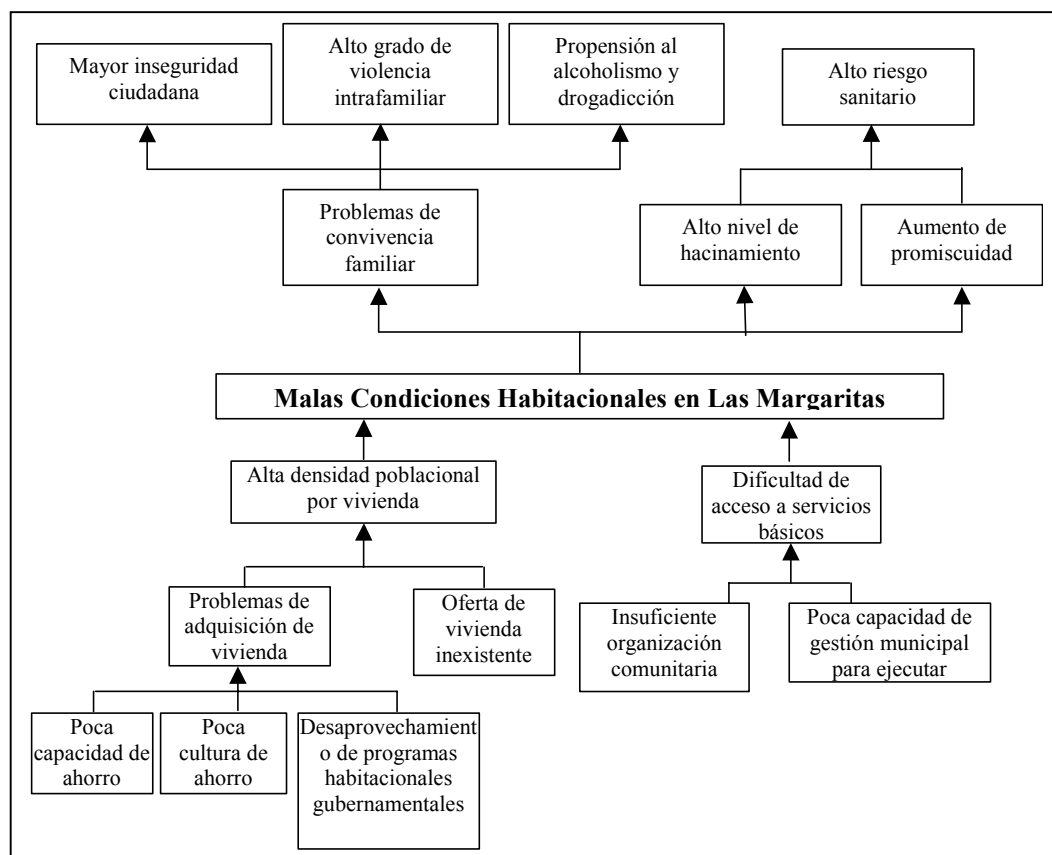 Mayor inseguridad
ciudadana
Alto grado de
violencia
intrafamiliar
Propensión al
alcoholismo y
drogadicción
Alto riesgo
sanitario
Problemas de
convivencia
familiar
Alto nivel de
hacinamiento
Aumento de
promiscuidad
Malas Condiciones Habitacionales en Las Margaritas
Alta densidad poblacional
por vivienda
Dificultad de
acceso a servicios
básicos
Problemas de
adquisición de
vivienda
Oferta de
vivienda
inexistente
Insuficiente
organización
comunitaria
Poca capacidad de
gestión municipal
para ejecutar
Poca
capacidad de
ahorro
Poca
cultura de
ahorro
Desaprovechamient
o de programas
habitacionales
gubernamentales